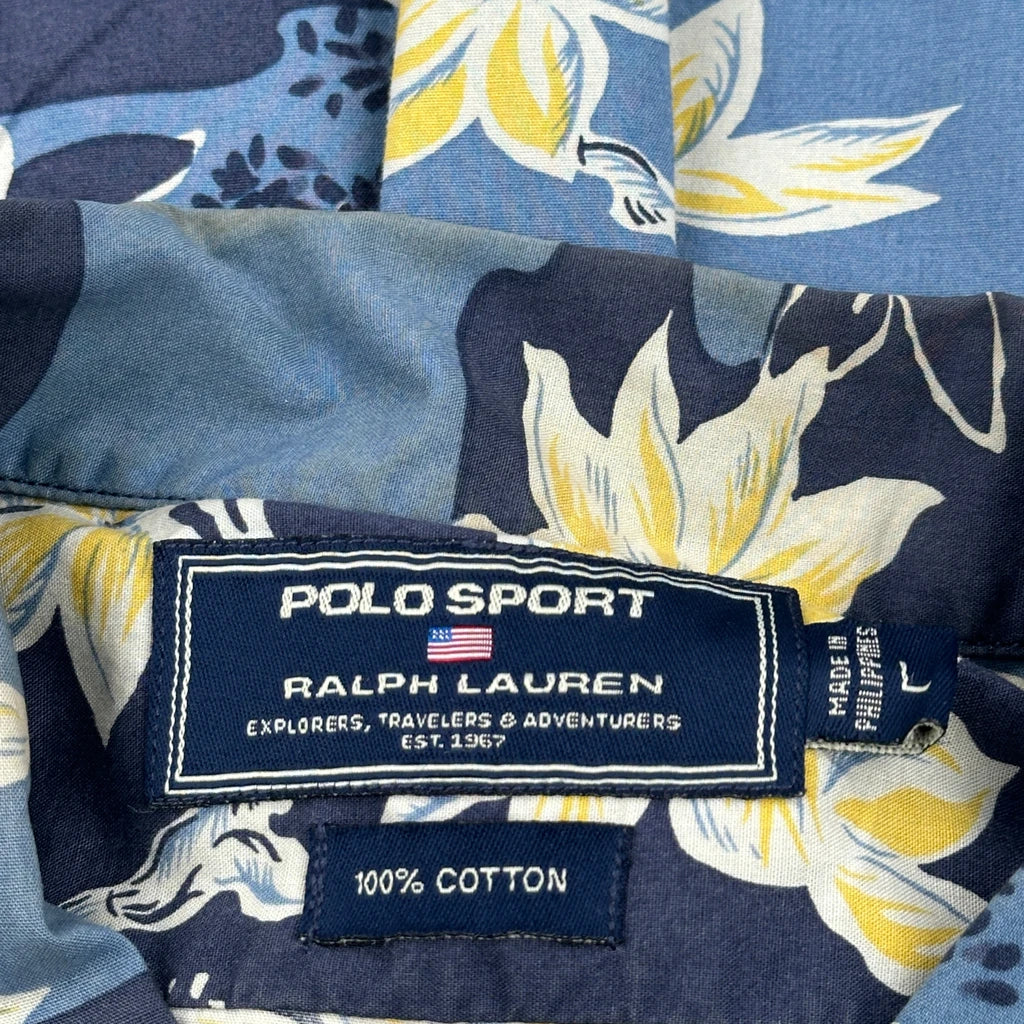 POLO SPORT
RALPH LAUREN
EXPLORERS, TRAVELERS & ADVENTURERS
EST. 1967
MADE IN
PHILIPPINES
L
100% COTTON